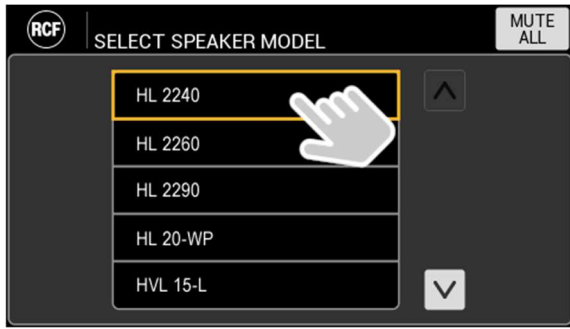 RCF
SELECT SPEAKER MODEL
MUTE
ALL
HL 2240
HL 2260
HL 2290
HL 20-WP
HVL 15-L